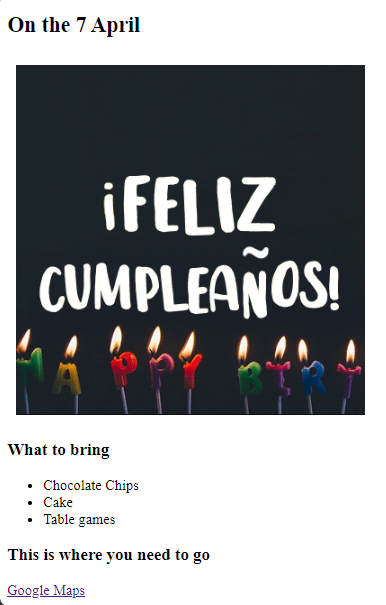 On the 7 April
¡FELIZ
CUMPLEAÑOS!
HAPPY BIRT
What to bring
Chocolate Chips
Cake
Table games
This is where you need to go
Google Maps